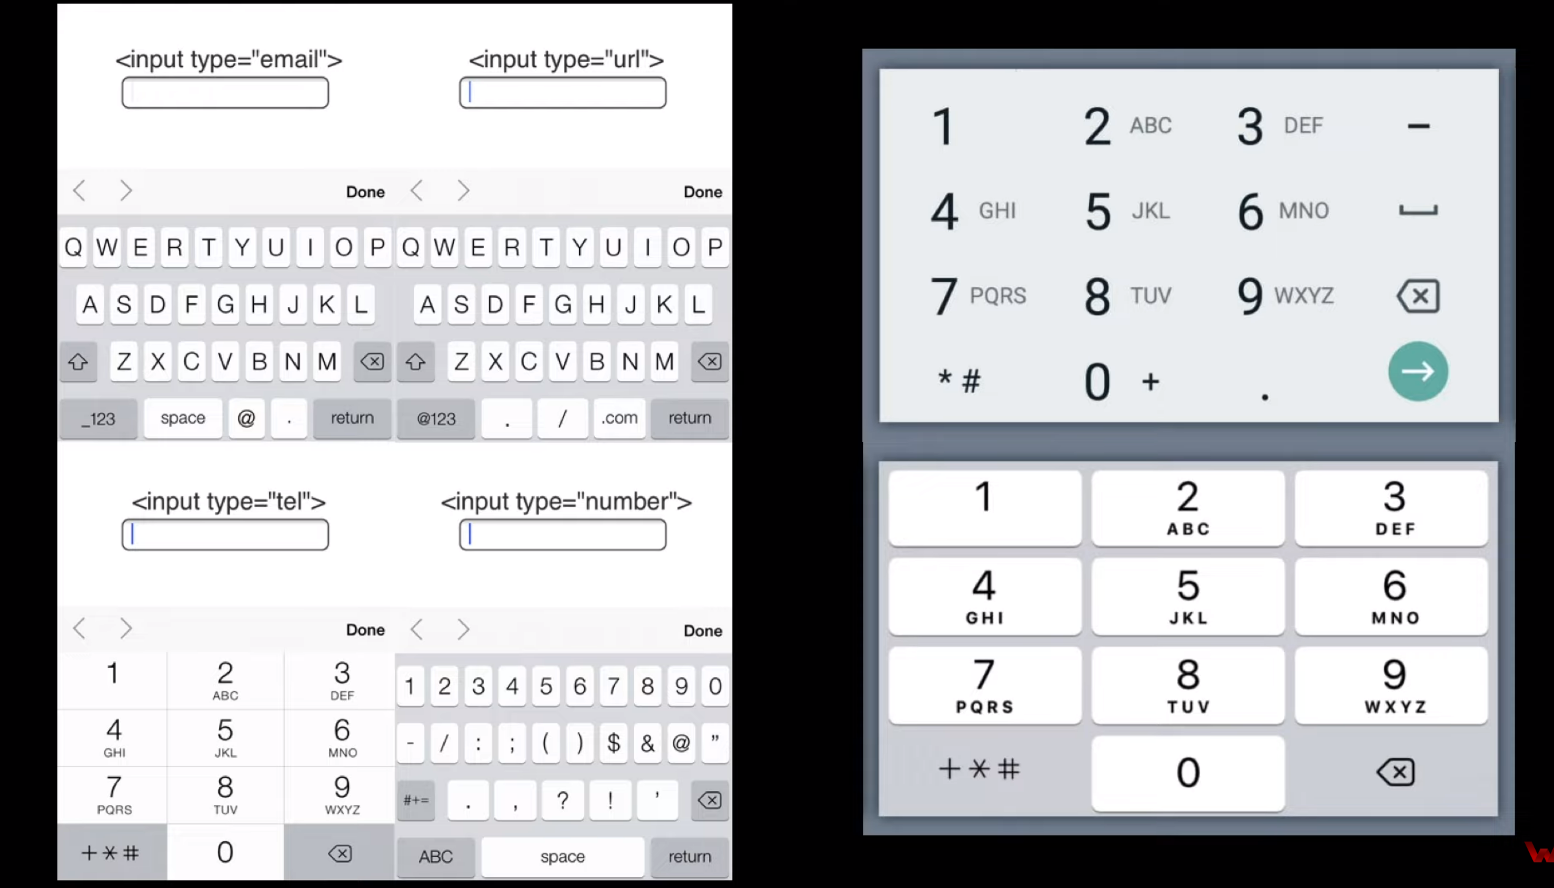 <input type="email">
<input type="url">
Done
Done
Q W E R T Y U I O P
Q W E R T Y U I O P
A S D F G H J K L
A S D F G H J K L
Z X C V B N M
Z X C V B N M
_123 space @ . return
@123 . / .com return
<input type="tel">
<input type="number">
Done
Done
1 2 ABC 3 DEF
4 GHI 5 JKL 6 MNO
7 PQRS 8 TUV 9 WXYZ
+*# 0
1 2 3 4 5 6 7 8 9 0
- / : ; ( ) $ & @ "
#+= . , ? ! '
ABC space return
1 2 ABC 3 DEF -
4 GHI 5 JKL 6 MNO
7 PQRS 8 TUV 9 WXYZ
*# 0 + .
1 2 3
ABC DEF
4 5 6
GHI JKL MNO
7 8 9
PQRS TUV WXYZ
+*# 0